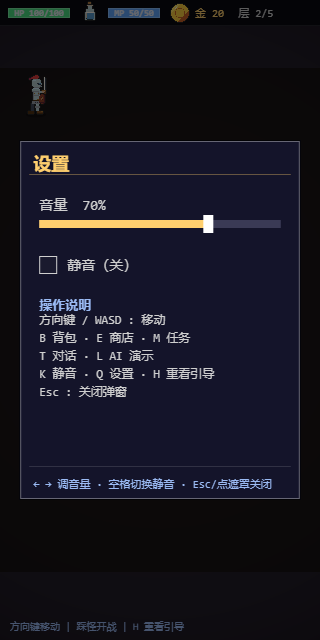 HP 100/100 MP 50/50 金 20 层 2/5
设置
音量 70%
静音 (关)
操作说明
方向键 / WASD : 移动
B 背包 · E 商店 · M 任务
T 对话 · L AI 演示
K 静音 · Q 设置 · H 重看引导
Esc : 关闭弹窗
← → 调音量 · 空格切换静音 · Esc/点遮罩关闭
方向键移动 | 踩怪开战 | H 重看引导